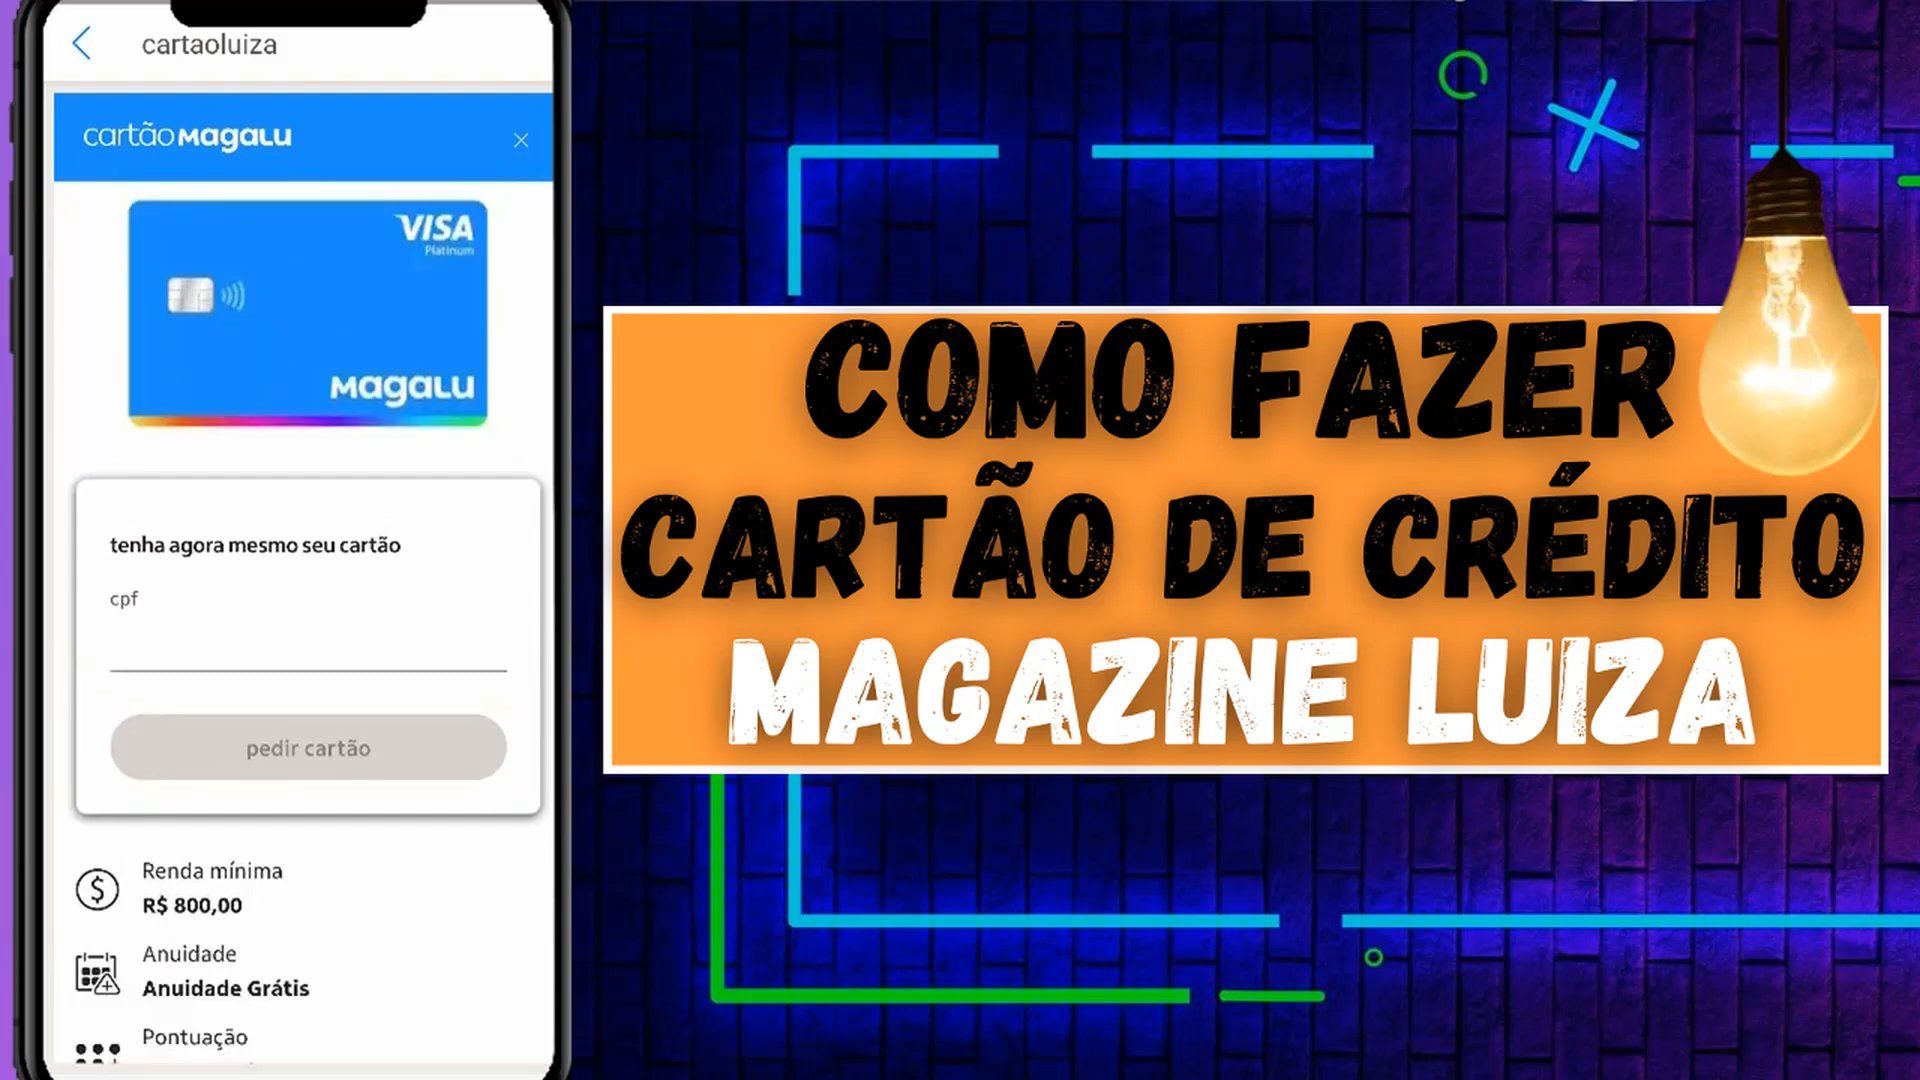 cartaoluiza
cartão magalu
VISA
Platinum
magalu
tenha agora mesmo seu cartão
cpf
pedir cartão
Renda mínima
R$ 800,00
Anuidade
Anuidade Grátis
Pontuação
COMO FAZER
CARTÃO DE CRÉDITO
MAGAZINE LUIZA